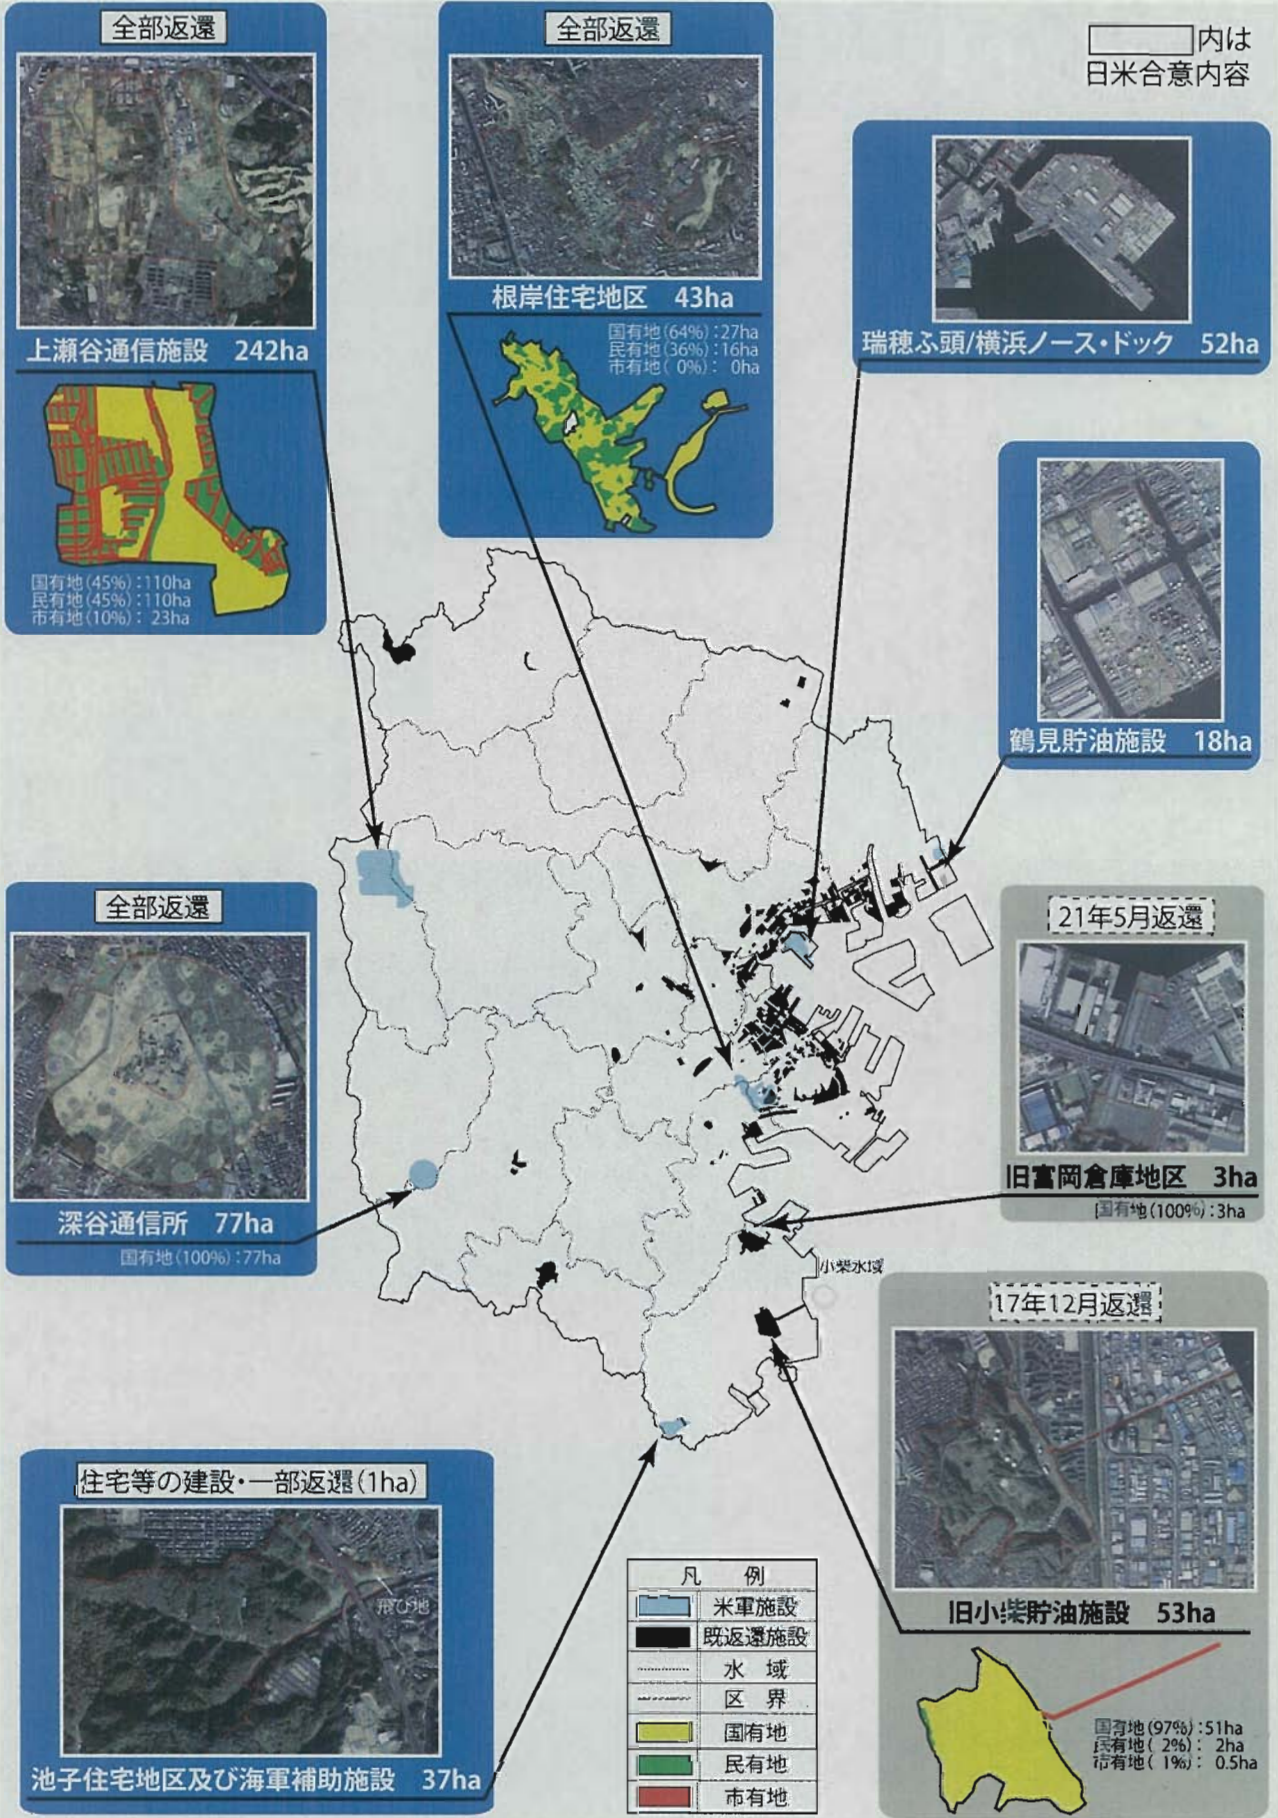 全部返還
上瀬谷通信施設 242ha
国有地(45%):110ha
民有地(45%):110ha
市有地(10%): 23ha
全部返還
根岸住宅地区 43ha
国有地(64%):27ha
民有地(36%):16ha
市有地( 0%): 0ha
内は
日米合意内容
瑞穂ふ頭/横浜ノース・ドック 52ha
鶴見貯油施設 18ha
全部返還
深谷通信所 77ha
国有地(100%):77ha
21年5月返還
旧富岡倉庫地区 3ha
国有地(100%):3ha
小柴水域
17年12月返還
旧小柴貯油施設 53ha
国有地(97%):51ha
民有地( 2%): 2ha
市有地( 1%): 0.5ha
住宅等の建設・一部返還(1ha)
飛び地
池子住宅地区及び海軍補助施設 37ha
凡 例
米軍施設
既返還施設
水 域
区 界
国有地
民有地
市有地